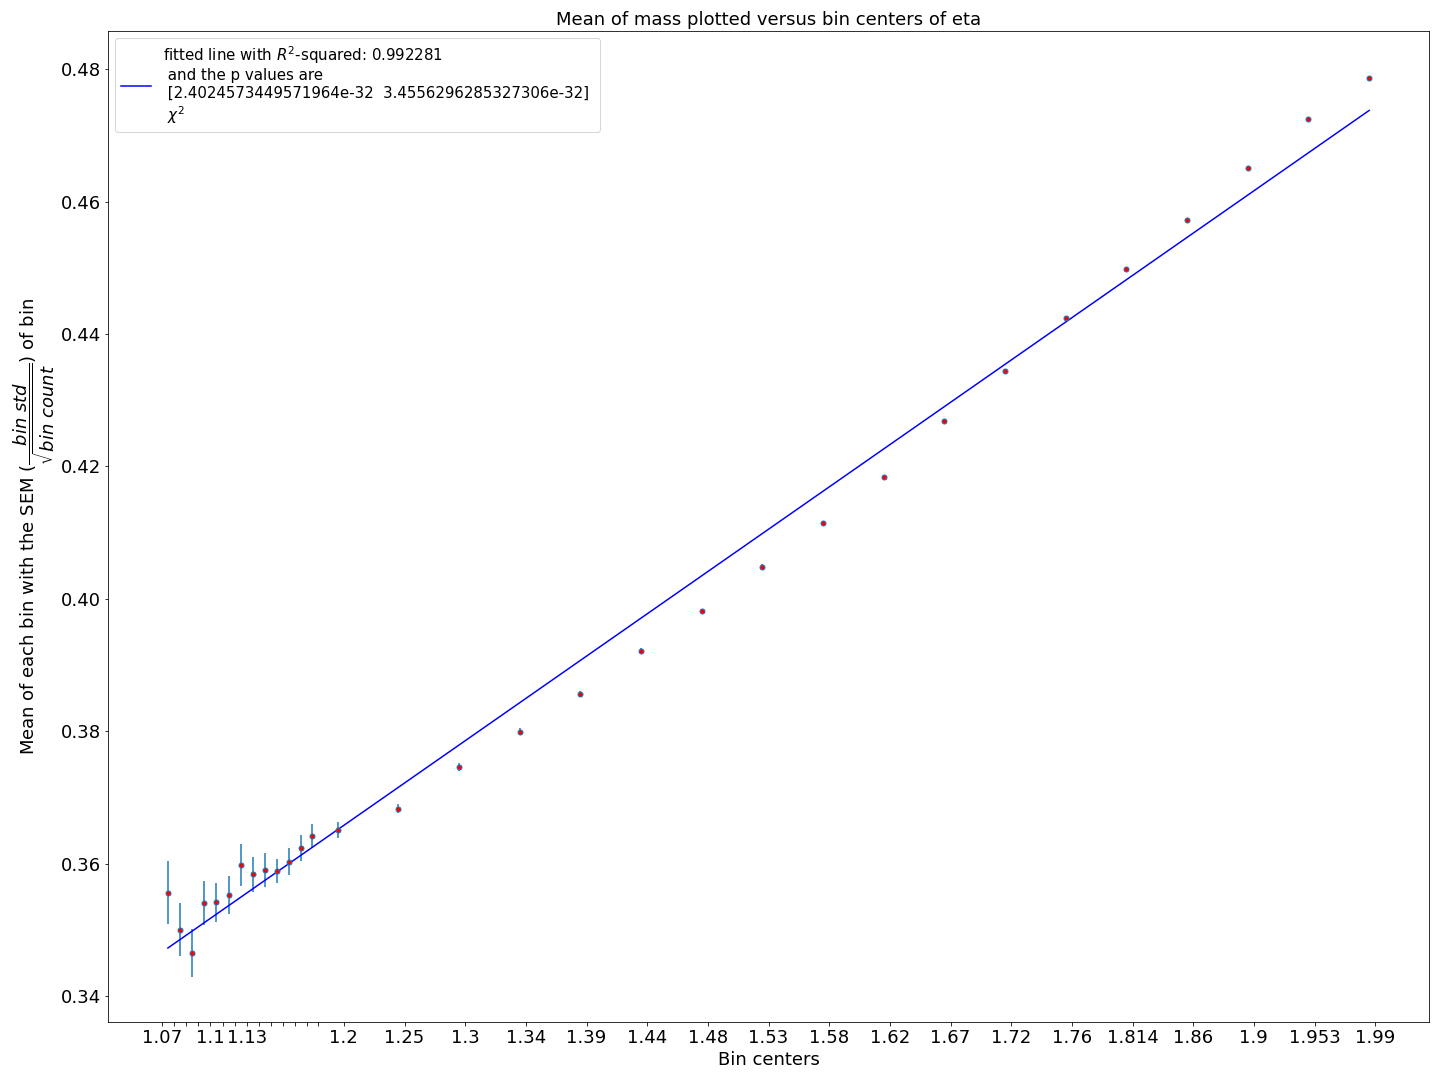 Mean of mass plotted versus bin centers of eta
fitted line with R²-squared: 0.992281
and the p values are
[2.4024573449571964e-32 3.4556296285327306e-32]
χ²
0.48
0.46
0.44
0.42
0.40
0.38
0.36
0.34
Mean of each bin with the SEM (bin std / √bin count) of bin
1.07 1.11 1.13 1.2 1.25 1.3 1.34 1.39 1.44 1.48 1.53 1.58 1.62 1.67 1.72 1.76 1.814 1.86 1.9 1.953 1.99
Bin centers